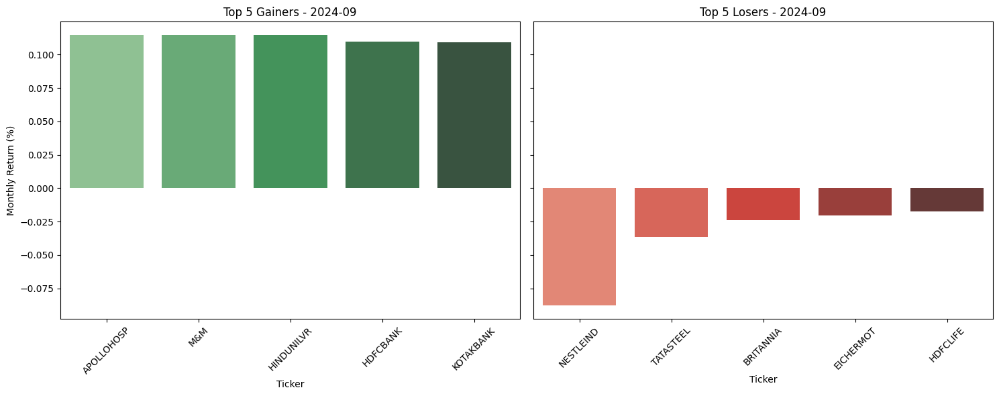 Top 5 Gainers - 2024-09
Monthly Return (%)
0.100
0.075
0.050
0.025
0.000
−0.025
−0.050
−0.075
APOLLOHOSP
M&M
HINDUNILVR
HDFCBANK
KOTAKBANK
Ticker
Top 5 Losers - 2024-09
NESTLEIND
TATASTEEL
BRITANNIA
EICHERMOT
HDFCLIFE
Ticker